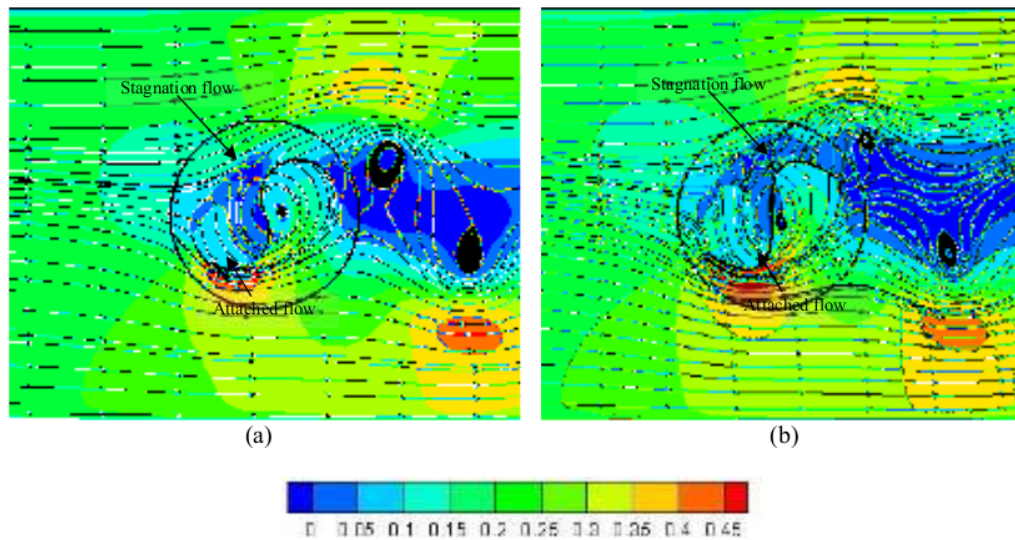 Stagnation flow
Stagnation flow
Attached flow
Attached flow
(a)
(b)
0 0.05 0.1 0.15 0.2 0.25 0.3 0.35 0.4 0.45